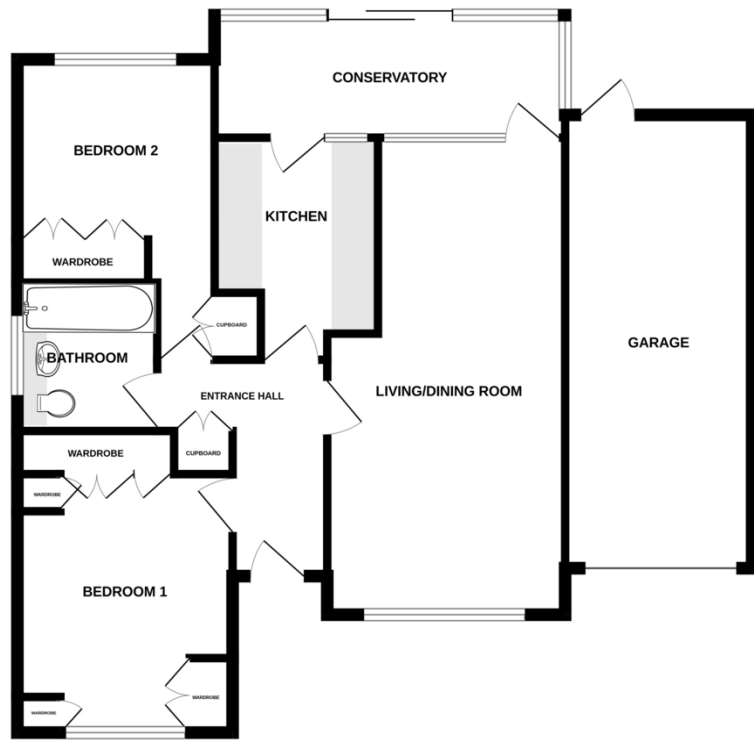 CONSERVATORY
BEDROOM 2
KITCHEN
WARDROBE
CUPBOARD
GARAGE
BATHROOM
ENTRANCE HALL
LIVING/DINING ROOM
WARDROBE
CUPBOARD
WARDROBE
BEDROOM 1
WARDROBE
WARDROBE